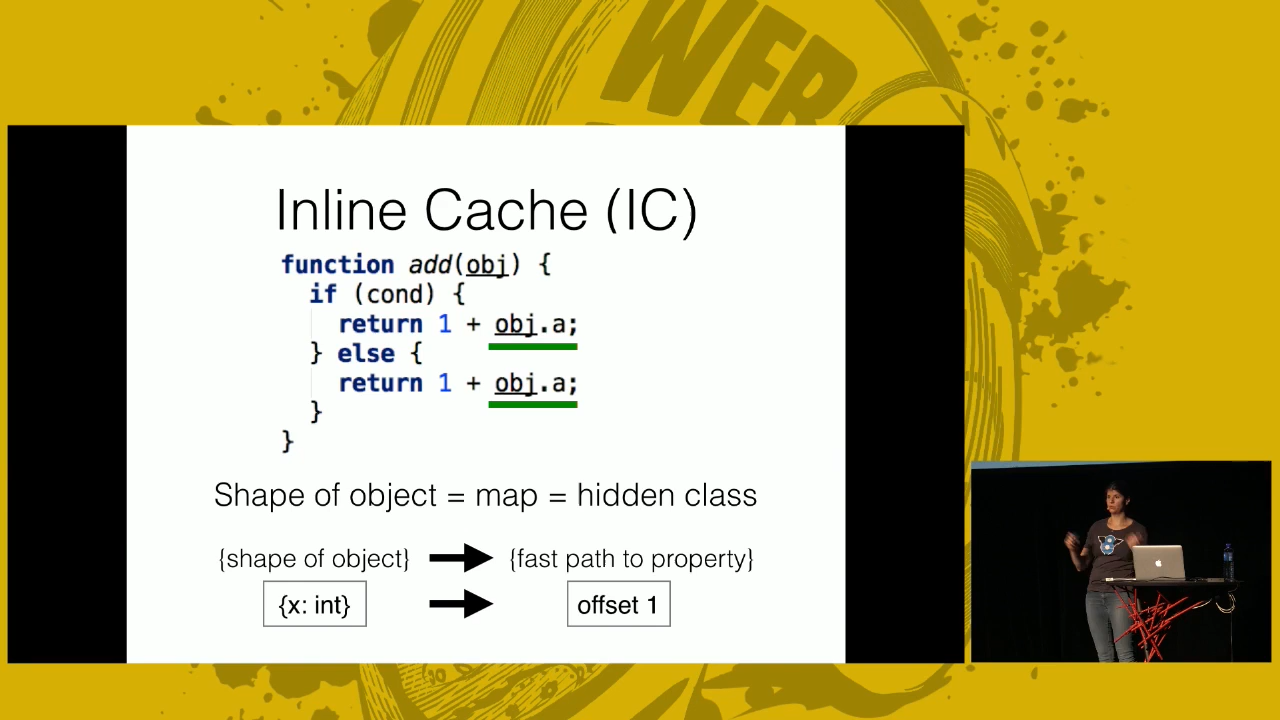 WEB
Inline Cache (IC)
function add(obj) {
if (cond) {
return 1 + obj.a;
} else {
return 1 + obj.a;
}
}
Shape of object = map = hidden class
{shape of object} {fast path to property}
{x: int} offset 1